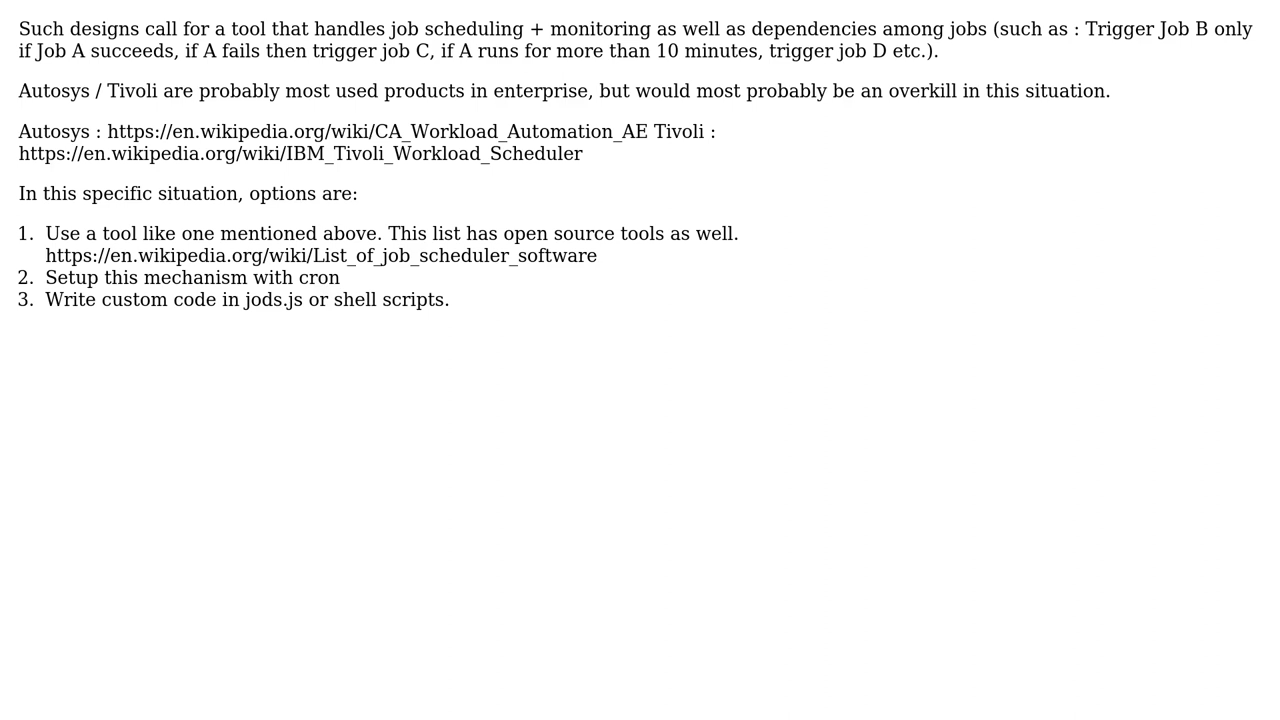 Such designs call for a tool that handles job scheduling + monitoring as well as dependencies among jobs (such as : Trigger Job B only
if Job A succeeds, if A fails then trigger job C, if A runs for more than 10 minutes, trigger job D etc.).
Autosys / Tivoli are probably most used products in enterprise, but would most probably be an overkill in this situation.
Autosys : https://en.wikipedia.org/wiki/CA_Workload_Automation_AE Tivoli :
https://en.wikipedia.org/wiki/IBM_Tivoli_Workload_Scheduler
In this specific situation, options are:
1. Use a tool like one mentioned above. This list has open source tools as well.
https://en.wikipedia.org/wiki/List_of_job_scheduler_software
2. Setup this mechanism with cron
3. Write custom code in jods.js or shell scripts.